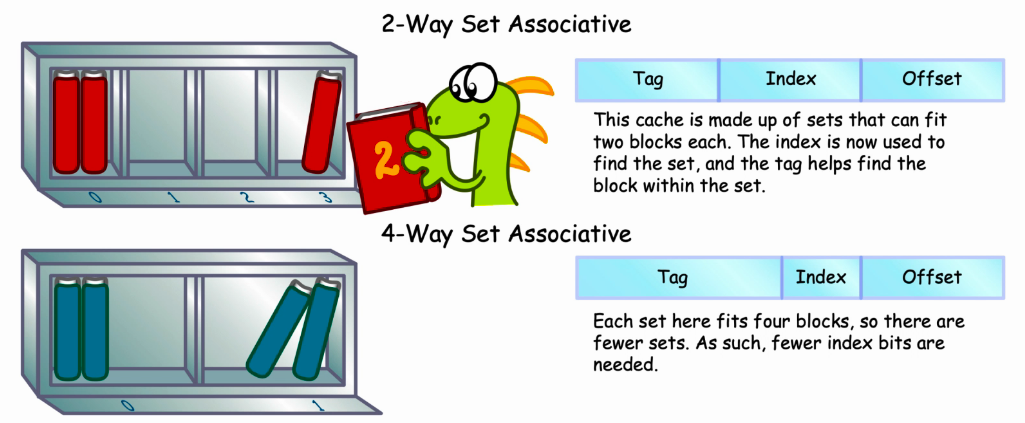 2-Way Set Associative
0 1 2 3
2
Tag Index Offset
This cache is made up of sets that can fit
two blocks each. The index is now used to
find the set, and the tag helps find the
block within the set.
4-Way Set Associative
0 1
Tag Index Offset
Each set here fits four blocks, so there are
fewer sets. As such, fewer index bits are
needed.